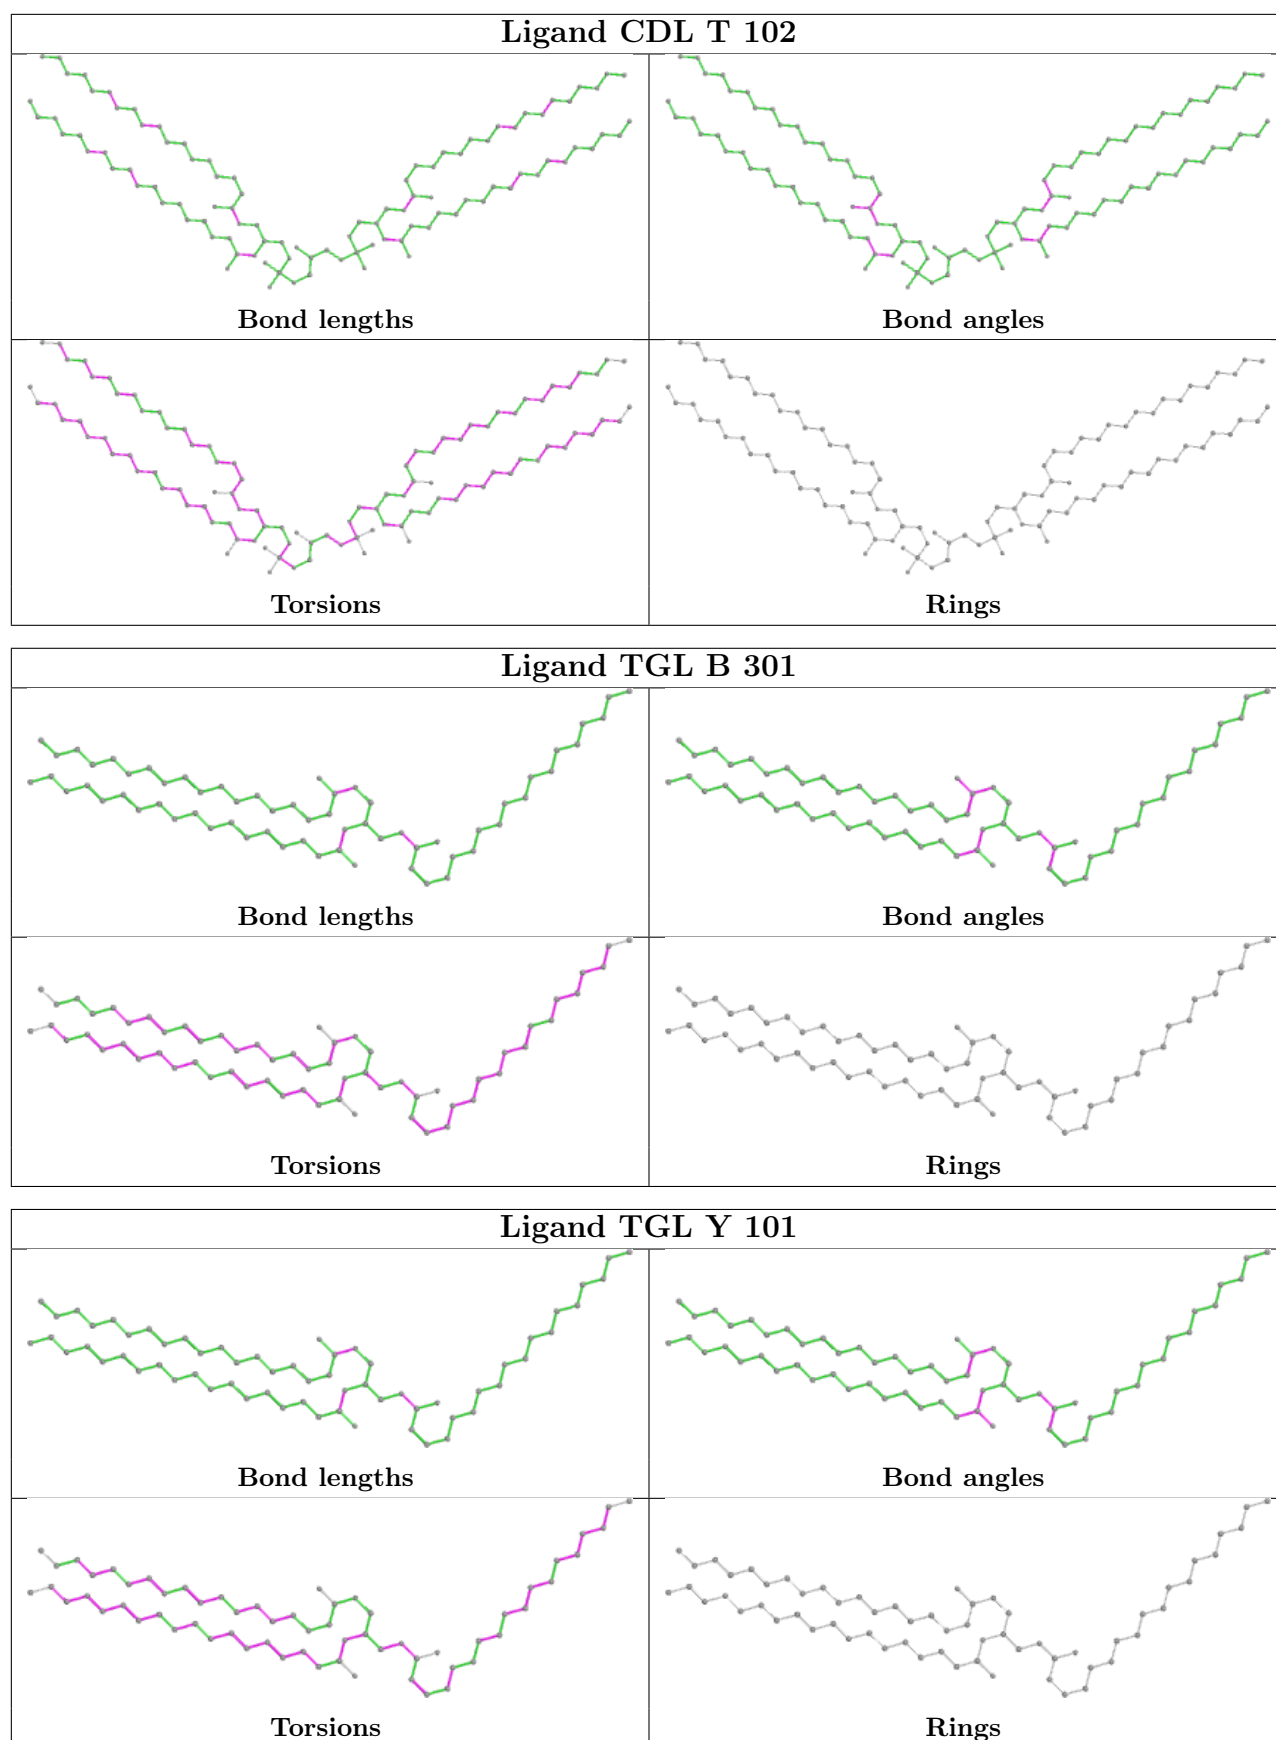 Ligand CDL T 102
Bond lengths
Bond angles
Torsions
Rings
Ligand TGL B 301
Bond lengths
Bond angles
Torsions
Rings
Ligand TGL Y 101
Bond lengths
Bond angles
Torsions
Rings